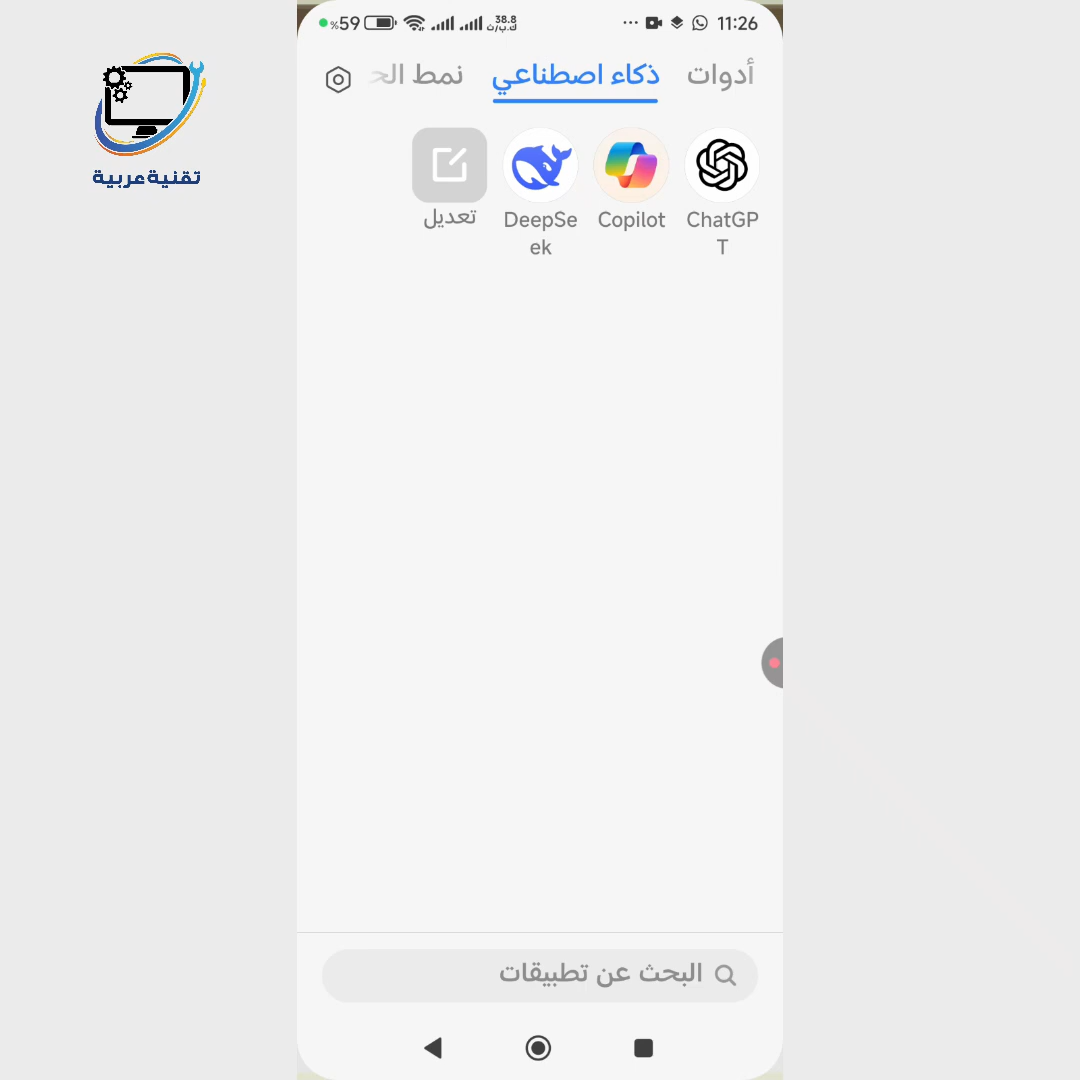 11:26
38.8
ك.ب/ث
%59
أدوات
ذكاء اصطناعي
نمط الح
ChatGP
T
Copilot
DeepSe
ek
تعديل
البحث عن تطبيقات
تقنية عربية